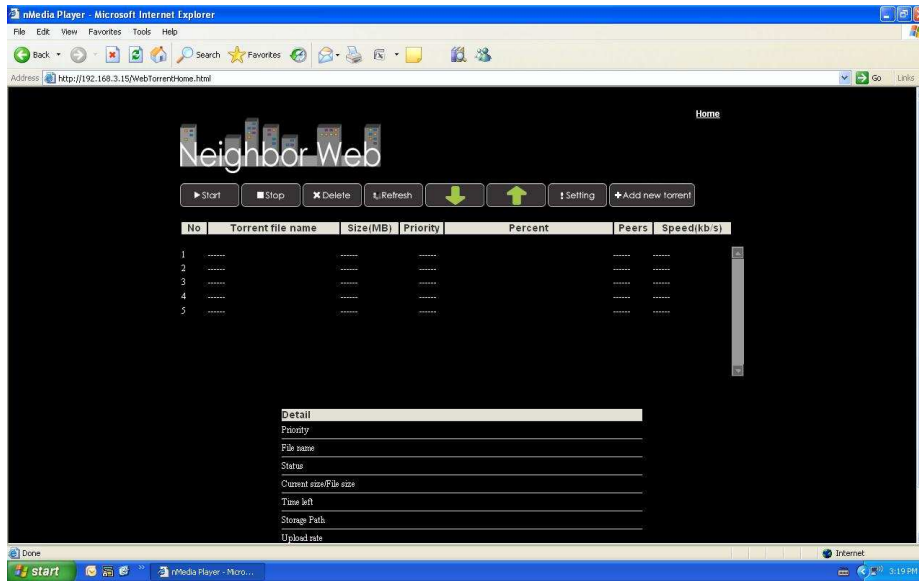 nMedia Player - Microsoft Internet Explorer
File Edit View Favorites Tools Help
Back Search Favorites
Address http://192.168.3.15/WebTorrentHome.html Go Links
Home
Neighbor Web
Start Stop Delete Refresh Setting Add new torrent
No Torrent file name Size(MB) Priority Percent Peers Speed(kb/s)
1 ------ ------ ------ ------ ------
2 ------ ------ ------ ------ ------
3 ------ ------ ------ ------ ------
4 ------ ------ ------ ------ ------
5 ------ ------ ------ ------ ------
Detail
Priority
File name
Status
Current size/File size
Time left
Storage Path
Upload rate
Done Internet
start nMedia Player - Micro... 3:19 PM